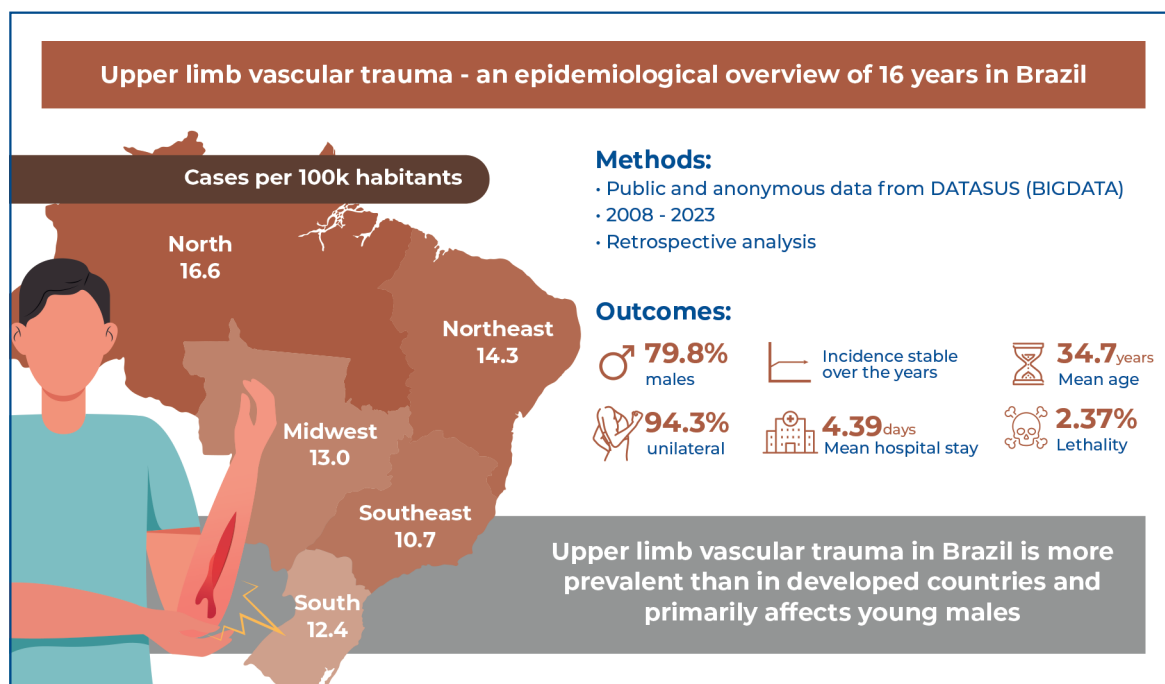 Upper limb vascular trauma - an epidemiological overview of 16 years in Brazil
Cases per 100k habitants
North
16.6
Northeast
14.3
Midwest
13.0
Southeast
10.7
South
12.4
Methods:
• Public and anonymous data from DATASUS (BIGDATA)
• 2008 - 2023
• Retrospective analysis
Outcomes:
79.8%
males
Incidence stable
over the years
34.7 years
Mean age
94.3%
unilateral
4.39 days
Mean hospital stay
2.37%
Lethality
Upper limb vascular trauma in Brazil is more
prevalent than in developed countries and
primarily affects young males